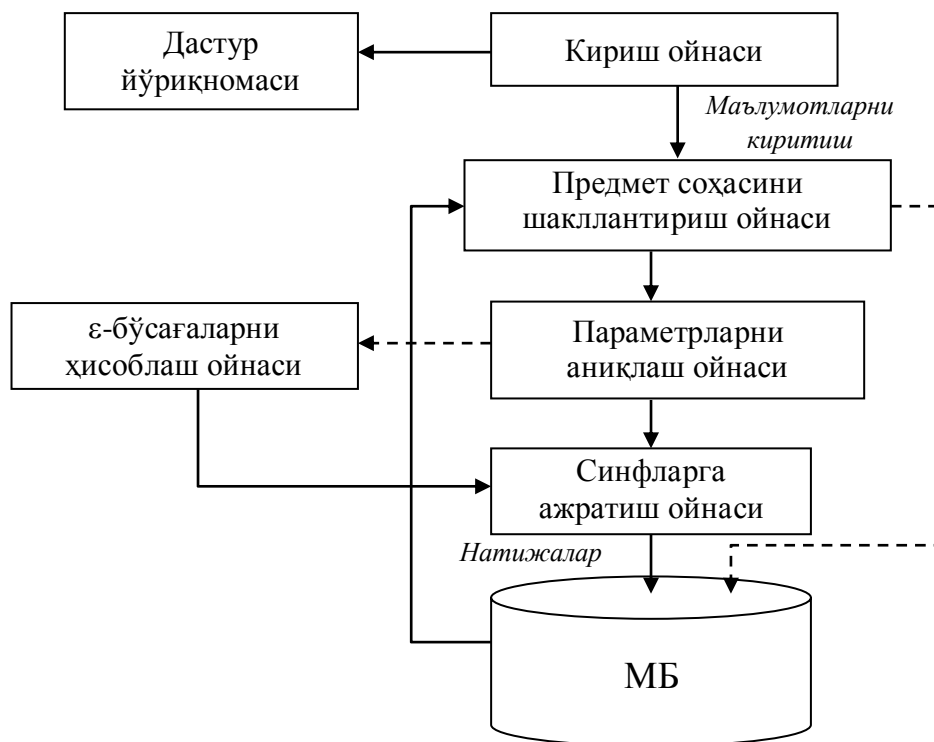 Дастур
йўриқномаси
Кириш ойнаси
Маълумотларни
киритиш
Предмет соҳасини
шакллантириш ойнаси
ε-бўсағаларни
ҳисоблаш ойнаси
Параметрларни
аниқлаш ойнаси
Синфларга
ажратиш ойнаси
Натижалар
МБ